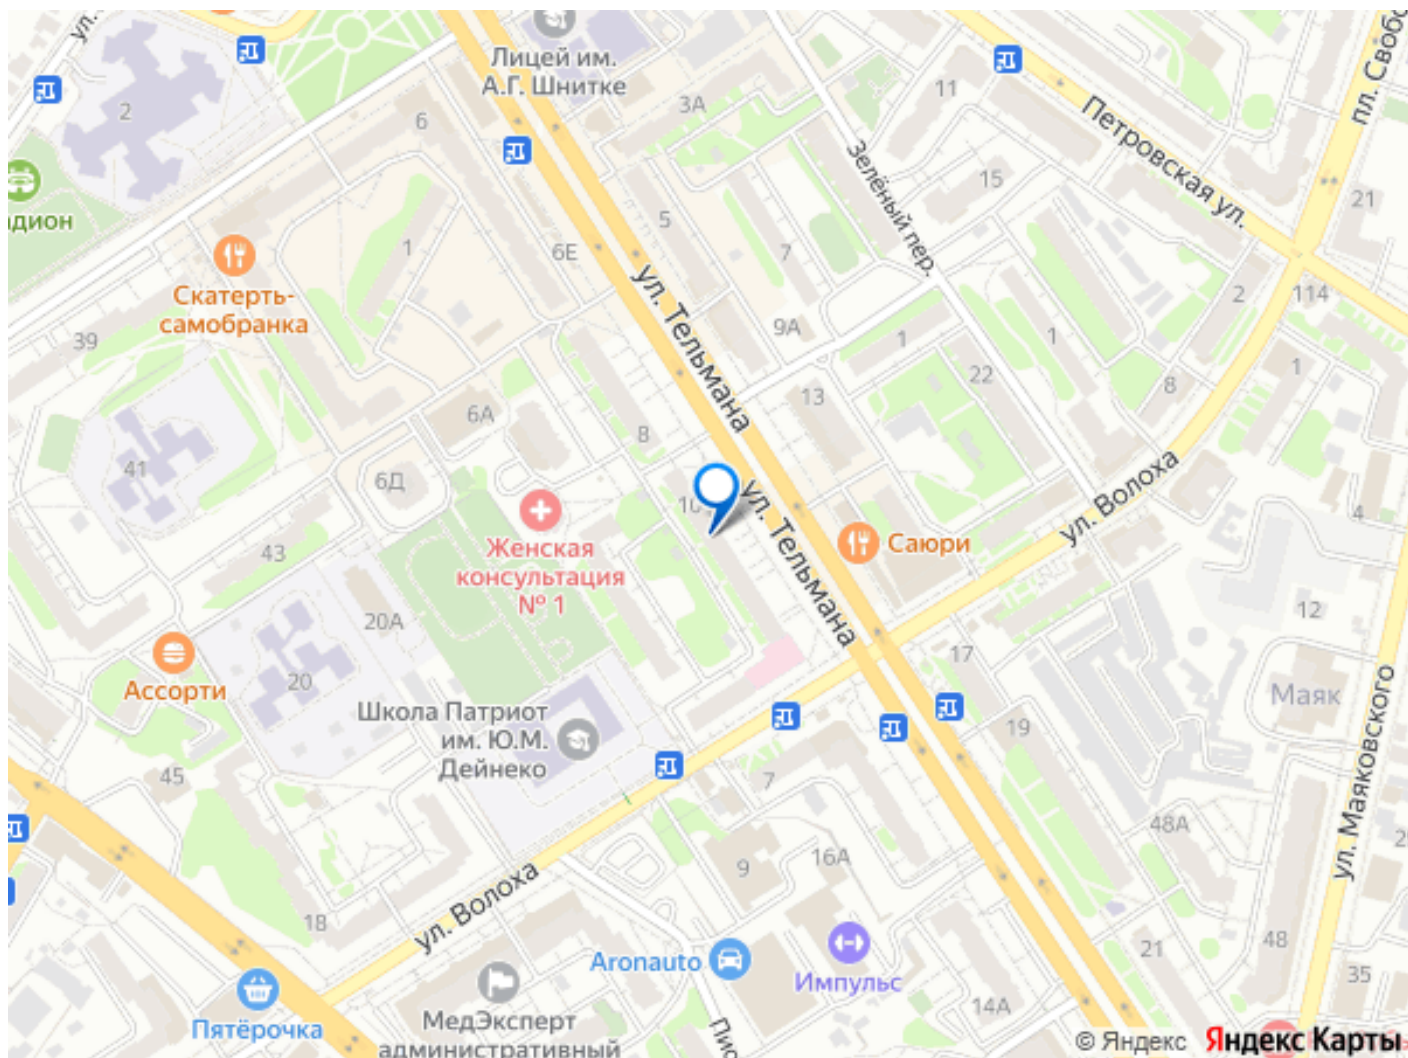 ул.
Лицей им.
А.Г. Шнитке
3А
11
Петровская ул.
пл. Свобо
2
6
Зелёный пер.
15
21
дион
1
6Е
5
7
Скатерть-
самобранка
ул. Тельмана
9А
1
1
2
114
39
22
1
6А
13
8
8
41
6Д
10
ул. Тельмана
ул. Волоха
43
Женская
консультация
№ 1
Саюри
4
20А
12
20
Ассорти
17
Маяк
Школа Патриот
им. Ю.М.
Дейнеко
19
45
7
ул. Маяковского
48А
2
16А
9
ул. Волоха
18
21
48
35
Aronauto
Импульс
14А
Пятёрочка
МедЭксперт
административный
Пио
© Яндекс
Яндекс Карты